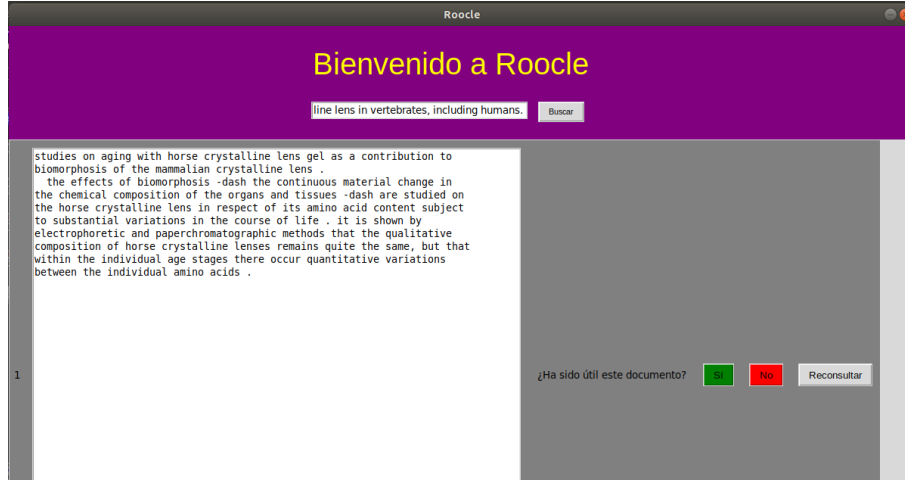 Roocle
Bienvenido a Roocle
line lens in vertebrates, including humans.
Buscar
studies on aging with horse crystalline lens gel as a contribution to
biomorphosis of the mammalian crystalline lens .
the effects of biomorphosis -dash the continuous material change in
the chemical composition of the organs and tissues -dash are studied on
the horse crystalline lens in respect of its amino acid content subject
to substantial variations in the course of life . it is shown by
electrophoretic and paperchromatographic methods that the qualitative
composition of horse crystalline lenses remains quite the same, but that
within the individual age stages there occur quantitative variations
between the individual amino acids .
1
¿Ha sido útil este documento?
Sí
No
Reconsultar